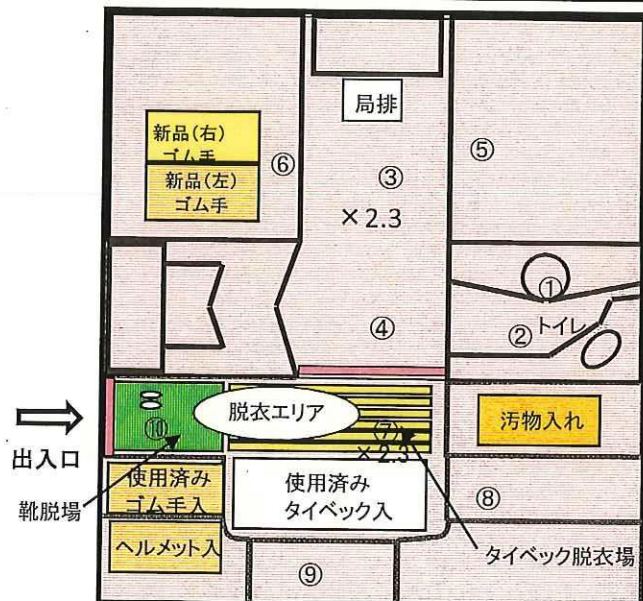 局排
新品(右)
ゴム手
新品(左)
ゴム手
⑥
③
⑤
×2.3
①
④
②
トイレ
脱衣エリア
⑩
⑦
×2.3
汚物入れ
出入口
靴脱場
使用済み
ゴム手入
使用済み
タイベック入
⑧
ヘルメット入
⑨
タイベック脱衣場